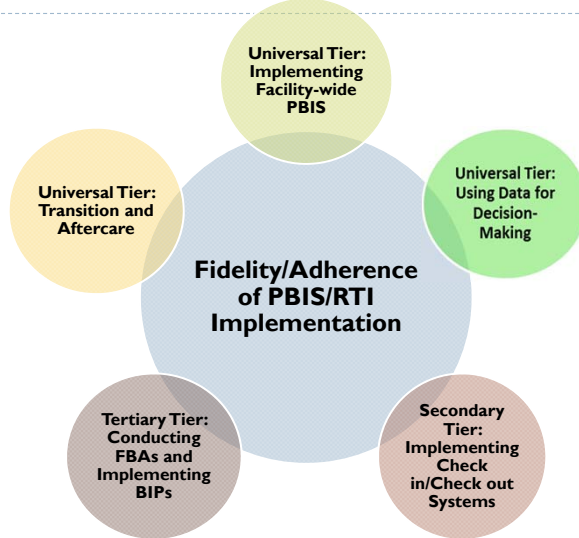 Universal Tier:
Implementing
Facility-wide
PBIS
Universal Tier:
Using Data for
Decision-
Making
Universal Tier:
Transition and
Aftercare
Fidelity/Adherence
of PBIS/RTI
Implementation
Tertiary Tier:
Conducting
FBAs and
Implementing
BIPs
Secondary
Tier:
Implementing
Check
in/Check out
Systems